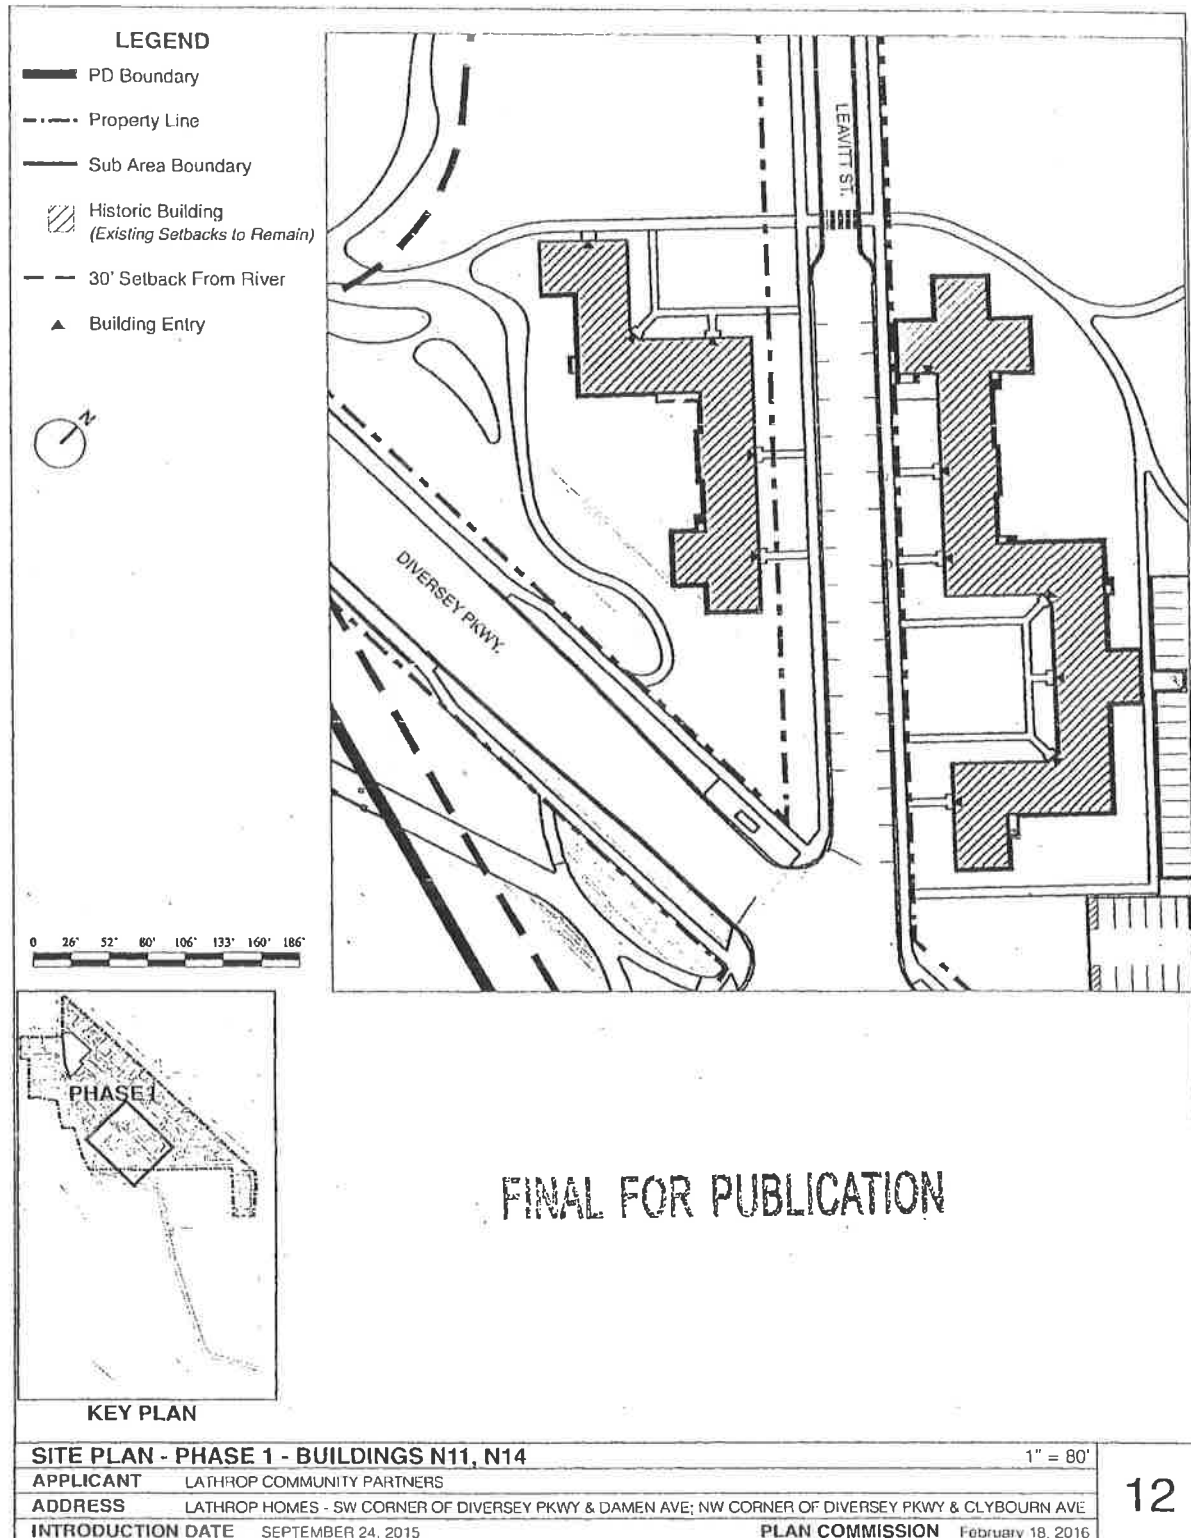 LEGEND
PD Boundary
Property Line
Sub Area Boundary
Historic Building
(Existing Setbacks to Remain)
30' Setback From River
Building Entry
N
LEAVITT ST.
DIVERSEY PKWY.
0 26' 52' 80' 106' 133' 160' 186'
PHASE 1
KEY PLAN
FINAL FOR PUBLICATION
SITE PLAN - PHASE 1 - BUILDINGS N11, N14 1" = 80'
APPLICANT LATHROP COMMUNITY PARTNERS
ADDRESS LATHROP HOMES - SW CORNER OF DIVERSEY PKWY & DAMEN AVE; NW CORNER OF DIVERSEY PKWY & CLYBOURN AVE
INTRODUCTION DATE SEPTEMBER 24, 2015 PLAN COMMISSION February 18, 2016
12